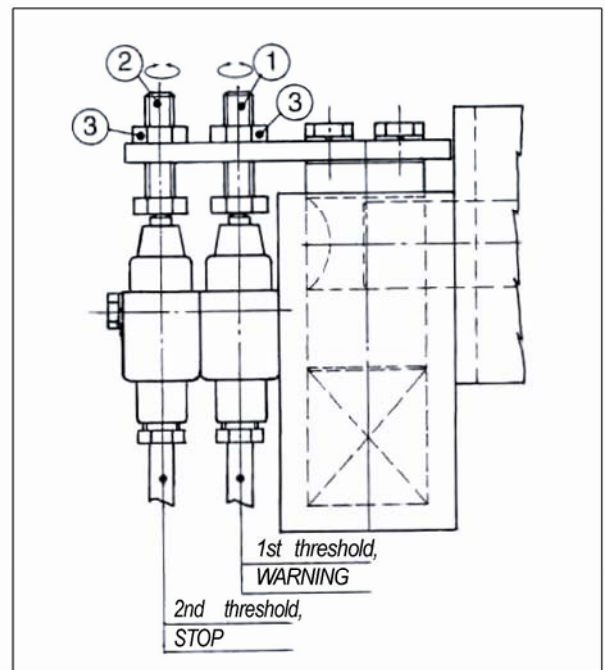 2
1
3
3
1st threshold,
WARNING
2nd threshold,
STOP